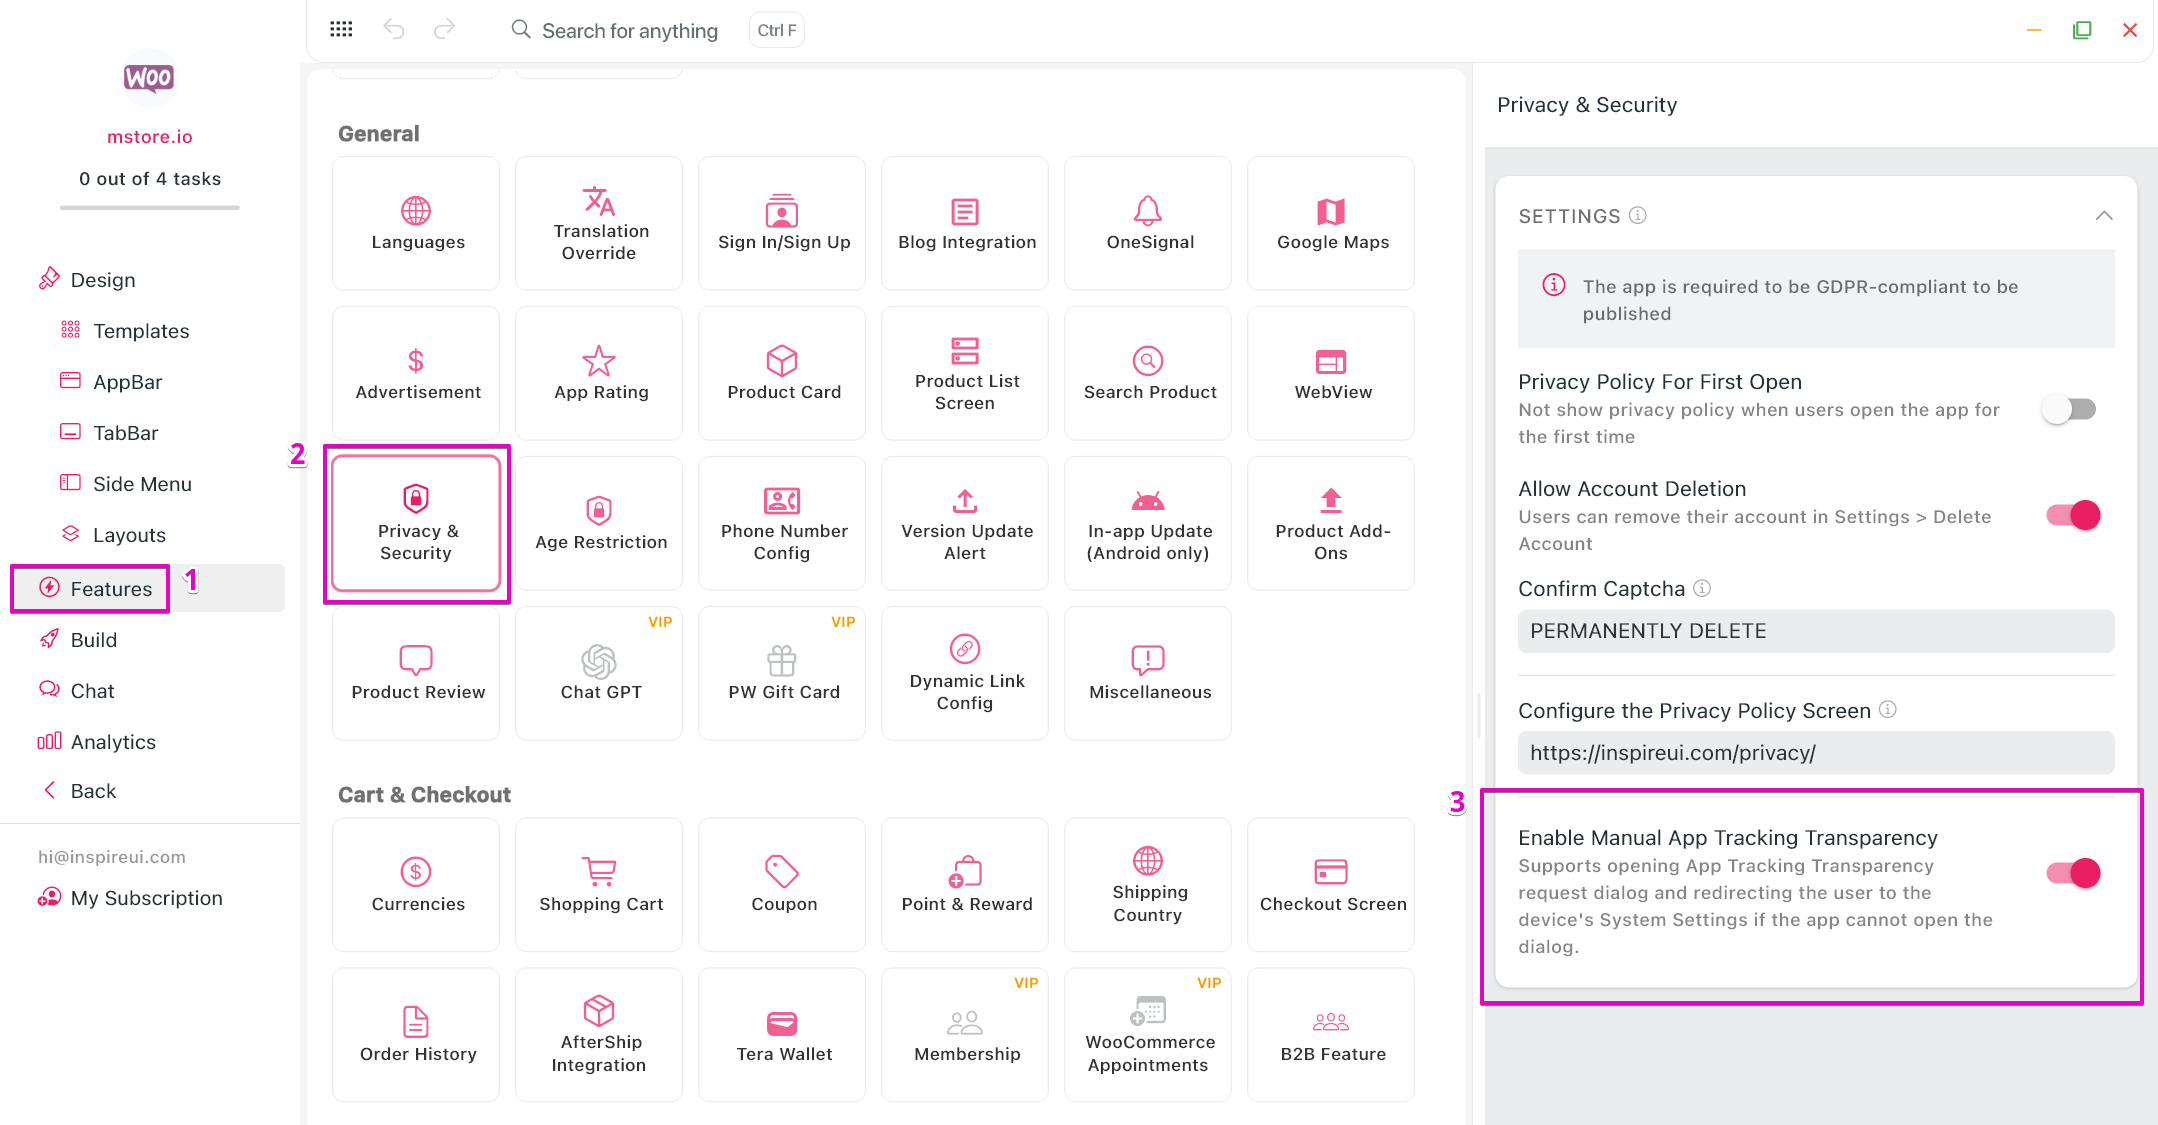 Search for anything
Ctrl F
WOO
mstore.io
0 out of 4 tasks
Design
Templates
AppBar
TabBar
Side Menu
Layouts
Features
1
Build
Chat
Analytics
Back
hi@inspireui.com
My Subscription
General
Languages
Translation
Override
Sign In/Sign Up
Blog Integration
OneSignal
Google Maps
Advertisement
App Rating
Product Card
Product List
Screen
Search Product
WebView
2
Privacy &
Security
Age Restriction
Phone Number
Config
Version Update
Alert
In-app Update
(Android only)
Product Add-
Ons
Product Review
VIP
Chat GPT
VIP
PW Gift Card
Dynamic Link
Config
Miscellaneous
Cart & Checkout
Currencies
Shopping Cart
Coupon
Point & Reward
Shipping
Country
Checkout Screen
Order History
AfterShip
Integration
Tera Wallet
VIP
Membership
VIP
WooCommerce
Appointments
B2B Feature
Privacy & Security
SETTINGS
The app is required to be GDPR-compliant to be
published
Privacy Policy For First Open
Not show privacy policy when users open the app for
the first time
Allow Account Deletion
Users can remove their account in Settings > Delete
Account
Confirm Captcha
PERMANENTLY DELETE
Configure the Privacy Policy Screen
https://inspireui.com/privacy/
3
Enable Manual App Tracking Transparency
Supports opening App Tracking Transparency
request dialog and redirecting the user to the
device's System Settings if the app cannot open the
dialog.